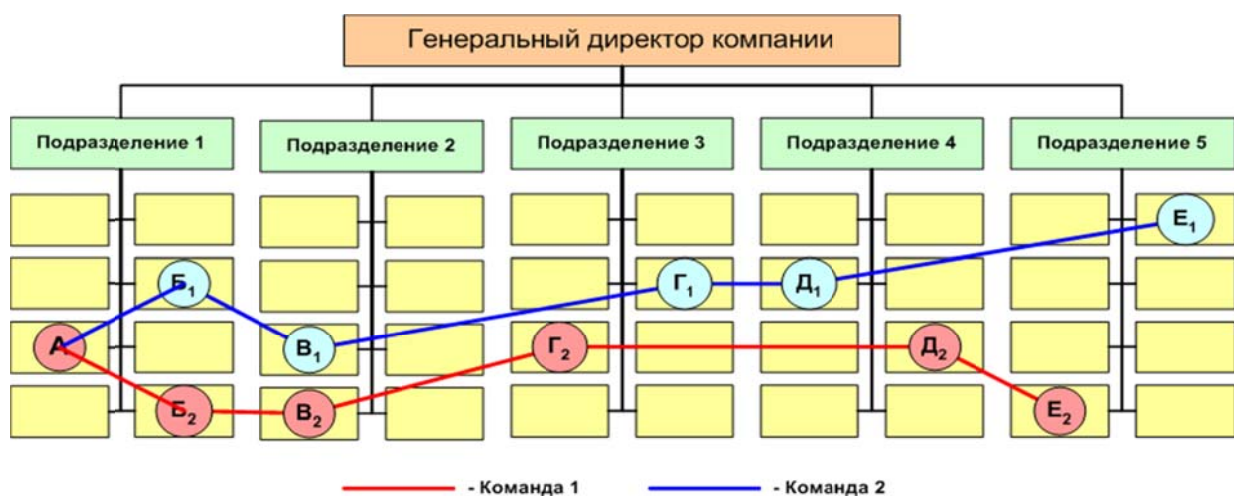 Генеральный директор компании
Подразделение 1
Подразделение 2
Подразделение 3
Подразделение 4
Подразделение 5
Е1
Б1
Г1
Д1
А
В1
Г2
Д2
Б2
В2
Е2
- Команда 1
- Команда 2